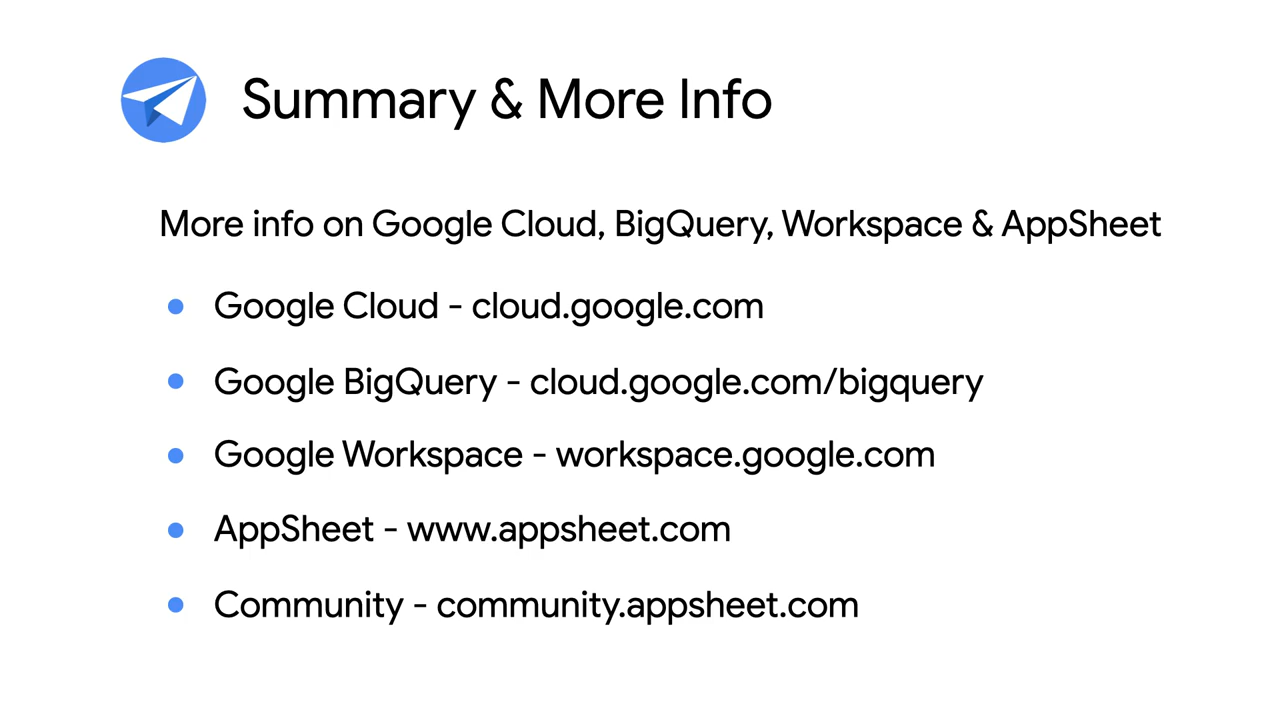 Summary & More Info
More info on Google Cloud, BigQuery, Workspace & AppSheet
● Google Cloud - cloud.google.com
● Google BigQuery - cloud.google.com/bigquery
● Google Workspace - workspace.google.com
● AppSheet - www.appsheet.com
● Community - community.appsheet.com